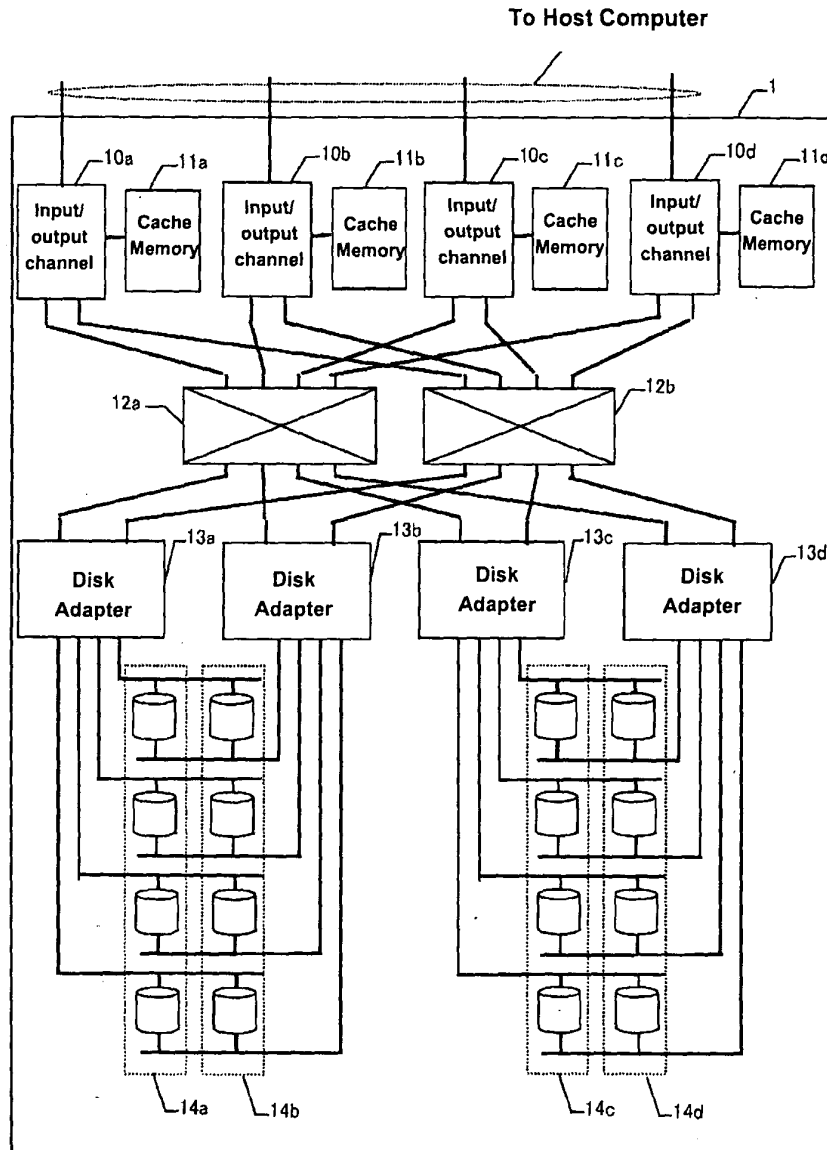 To Host Computer
1
10a
11a
10b
11b
10c
11c
10d
11d
Input/
output
channel
Cache
Memory
Input/
output
channel
Cache
Memory
Input/
output
channel
Cache
Memory
Input/
output
channel
Cache
Memory
12a
12b
13a
13b
13c
13d
Disk
Adapter
Disk
Adapter
Disk
Adapter
Disk
Adapter
14a
14b
14c
14d